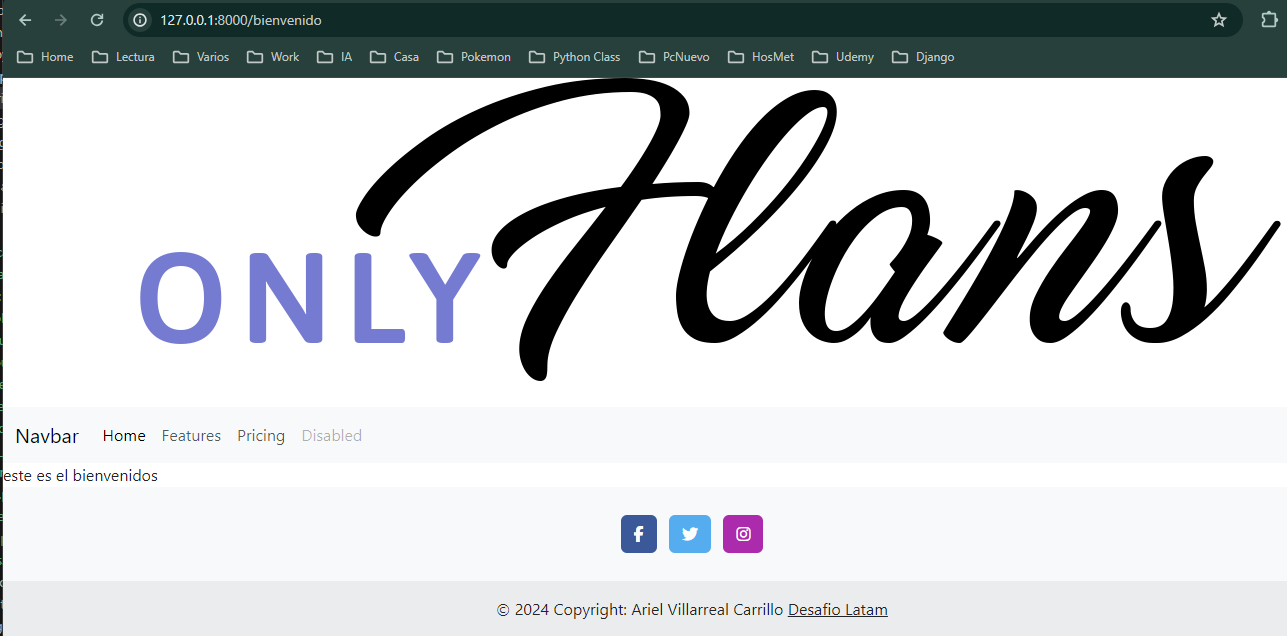 127.0.0.1:8000/bienvenido
Home Lectura Varios Work IA Casa Pokemon Python Class PcNuevo HosMet Udemy Django
ONLY Flans
Navbar Home Features Pricing Disabled
este es el bienvenidos
© 2024 Copyright: Ariel Villarreal Carrillo Desafio Latam